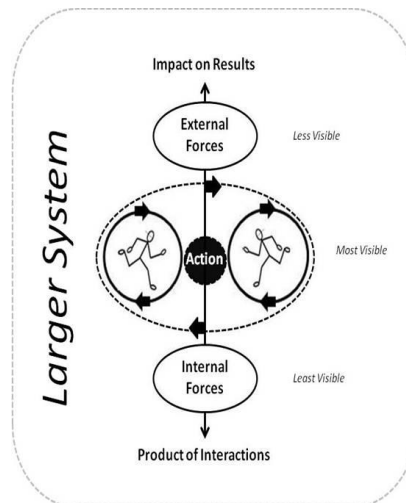 Impact on Results
External
Forces
Less Visible
Larger System
Action
Most Visible
Internal
Forces
Least Visible
Product of Interactions